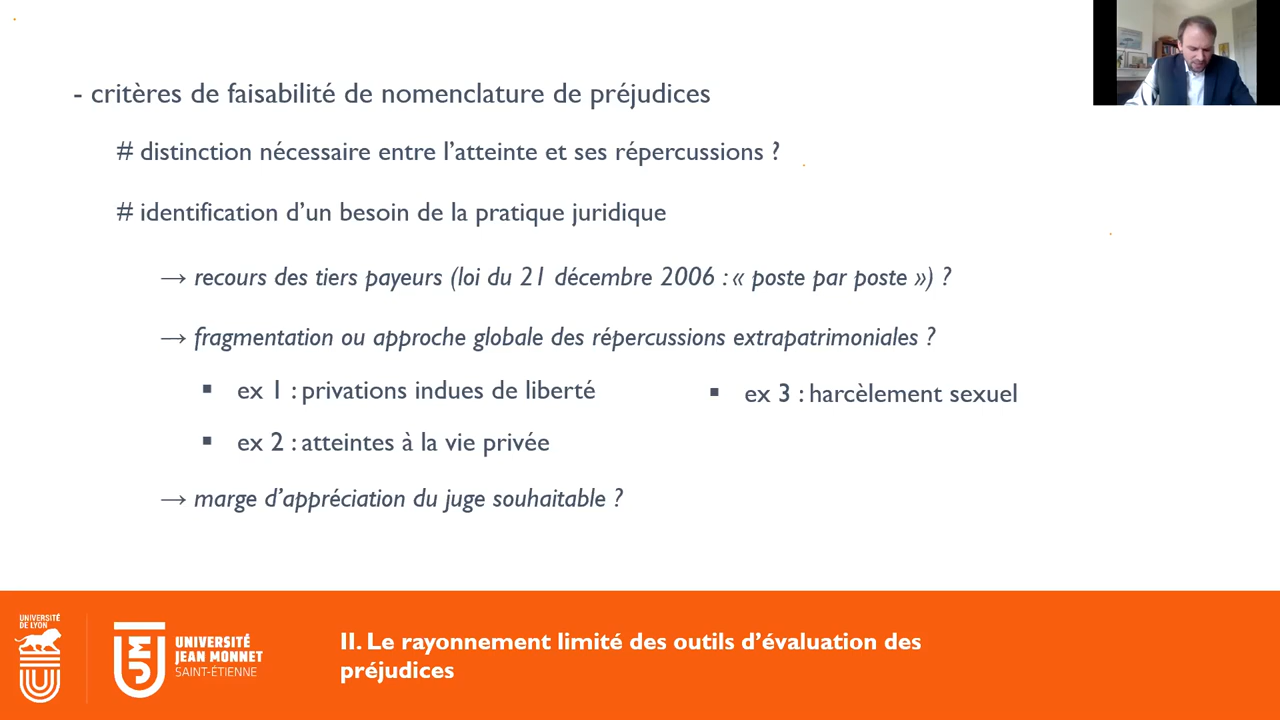 - critères de faisabilité de nomenclature de préjudices
# distinction nécessaire entre l’atteinte et ses répercussions ?
# identification d’un besoin de la pratique juridique
→ recours des tiers payeurs (loi du 21 décembre 2006 : « poste par poste ») ?
→ fragmentation ou approche globale des répercussions extrapatrimoniales ?
▪ ex 1 : privations indues de liberté
▪ ex 3 : harcèlement sexuel
▪ ex 2 : atteintes à la vie privée
→ marge d’appréciation du juge souhaitable ?
UNIVERSITÉ
DE LYON
UNIVERSITÉ
JEAN MONNET
SAINT-ÉTIENNE
II. Le rayonnement limité des outils d’évaluation des
préjudices